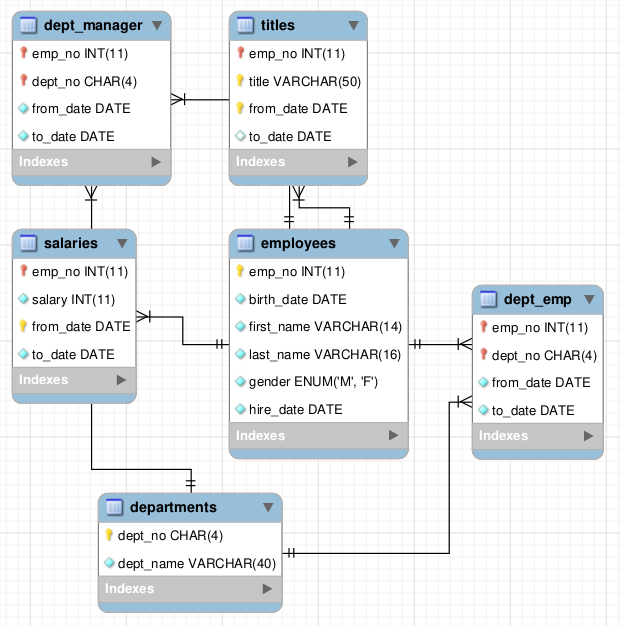 dept_manager
emp_no INT(11)
dept_no CHAR(4)
from_date DATE
to_date DATE
Indexes
titles
emp_no INT(11)
title VARCHAR(50)
from_date DATE
to_date DATE
Indexes
salaries
emp_no INT(11)
salary INT(11)
from_date DATE
to_date DATE
Indexes
employees
emp_no INT(11)
birth_date DATE
first_name VARCHAR(14)
last_name VARCHAR(16)
gender ENUM('M', 'F')
hire_date DATE
Indexes
dept_emp
emp_no INT(11)
dept_no CHAR(4)
from_date DATE
to_date DATE
Indexes
departments
dept_no CHAR(4)
dept_name VARCHAR(40)
Indexes